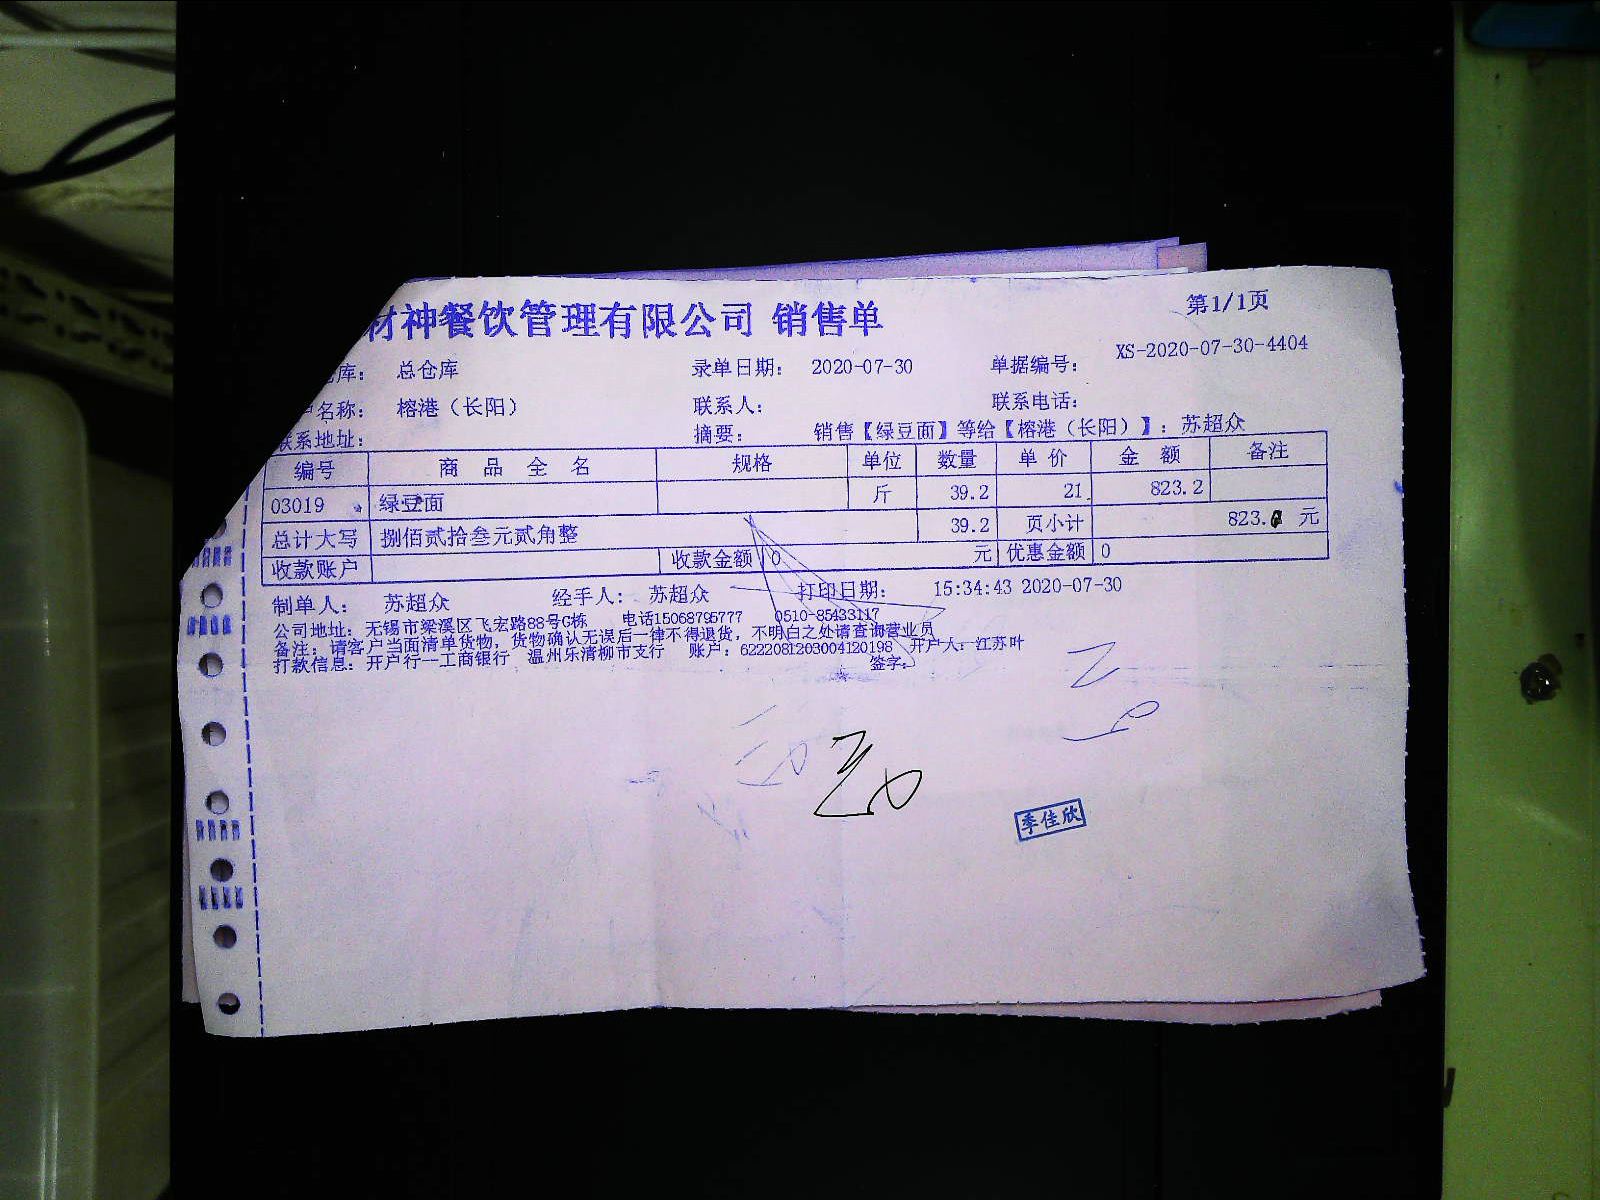 材神餐饮管理有限公司 销售单 第1/1页
库： 总仓库 录单日期： 2020-07-30 单据编号： XS-2020-07-30-4404
户名称： 榕港（长阳） 联系人： 联系电话：
联系地址： 摘要： 销售【绿豆面】等给【榕港（长阳）】：苏超众
编号 商 品 全 名 规格 单位 数量 单 价 金 额 备注
03019 绿豆面 斤 39.2 21 823.2
总计大写 捌佰贰拾叁元贰角整 39.2 页小计 823. 元
收款账户 收款金额 0 元 优惠金额 0
制单人： 苏超众 经手人： 苏超众 打印日期： 15:34:43 2020-07-30
公司地址：无锡市梁溪区飞宏路88号G栋 电话15068795777 0510-85433117
备注：请客户当面清单货物，货物确认无误后一律不得退货，不明白之处请查询营业员
打款信息：开户行一工商银行 温州乐清柳市支行 账户：6222081203004120198 开户人：江苏叶
签字：
季佳欣